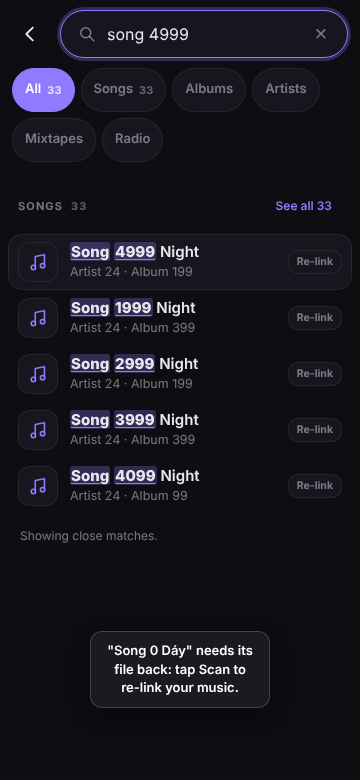 song 4999
All 33
Songs 33
Albums
Artists
Mixtapes
Radio
SONGS 33
See all 33
Song 4999 Night
Artist 24 · Album 199
Re-link
Song 1999 Night
Artist 24 · Album 399
Re-link
Song 2999 Night
Artist 24 · Album 199
Re-link
Song 3999 Night
Artist 24 · Album 399
Re-link
Song 4099 Night
Artist 24 · Album 99
Re-link
Showing close matches.
"Song 0 Dáy" needs its
file back: tap Scan to
re-link your music.